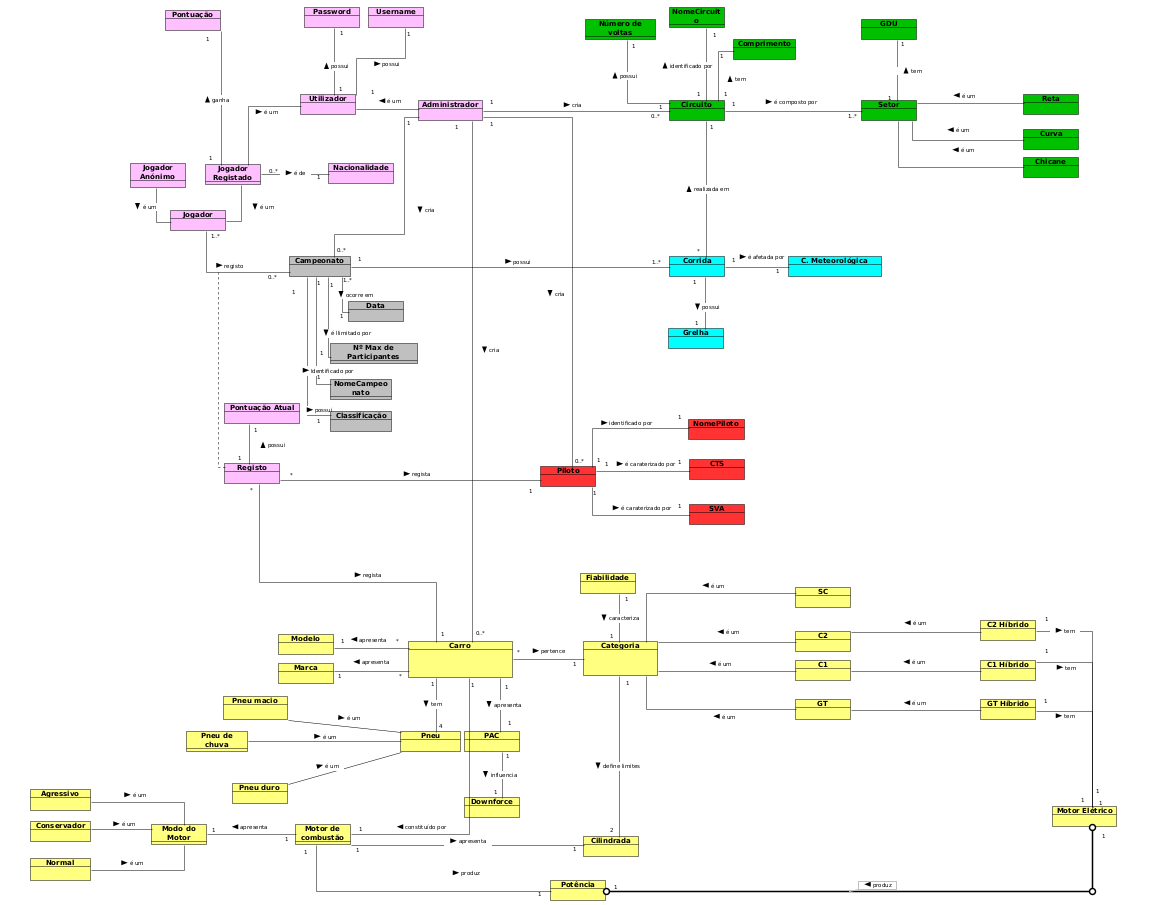 Pontuação
Password
Username
Número de
voltas
NomeCircuit
o
GDU
Comprimento
1
1
1
1
1
1
1
possui
possui
possui
identificado por
tem
tem
ganha
1
1
Utilizador
é um
Administrador
1
cria
1
0..*
Circuito
1
1
é composto por
1..*
1
Setor
é um
Reta
é um
1
1
1
é um
Curva
é um
Chicane
1
Jogador
Anónimo
Jogador
Registado
0..*
é de
1
Nacionalidade
realizada em
é um
é um
Jogador
cria
1..*
registo
0..*
0..*
Campeonato
1
possui
1..*
*
Corrida
1
é afetada por
1
C. Meteorológica
1
1
1
1..*
ocorre em
1
Data
cria
1
possui
1
Grelha
é llimitado por
1
Nº Max de
Participantes
cria
Identificado por
1
NomeCampeo
nato
Pontuação Atual
possui
1
Classificação
1
possui
1
identificado por
1
NomePiloto
Registo
*
regista
1
0..*
Piloto
1
1
é caraterizado por
1
CTS
*
1
é caraterizado por
1
SVA
regista
Fiabilidade
1
caracteriza
1
é um
SC
Modelo
1
apresenta
*
1
0..*
Carro
*
pertence
1
Categoria
é um
C2
é um
C2 Híbrido
1
tem
Marca
1
apresenta
*
é um
C1
é um
C1 Híbrido
1
tem
1
1
1
1
é um
GT
é um
GT Híbrido
1
tem
Pneu macio
é um
tem
apresenta
4
1
Pneu de
chuva
é um
Pneu
PAC
1
influencia
1
Downforce
define limites
é um
Pneu duro
Agressivo
é um
1
1
Motor Elétrico
1
Conservador
é um
Modo do
Motor
1
apresenta
1
Motor de
combustão
1
constituido por
1
apresenta
1
2
Cilindrada
Normal
é um
1
produz
1
Potência
1
produz